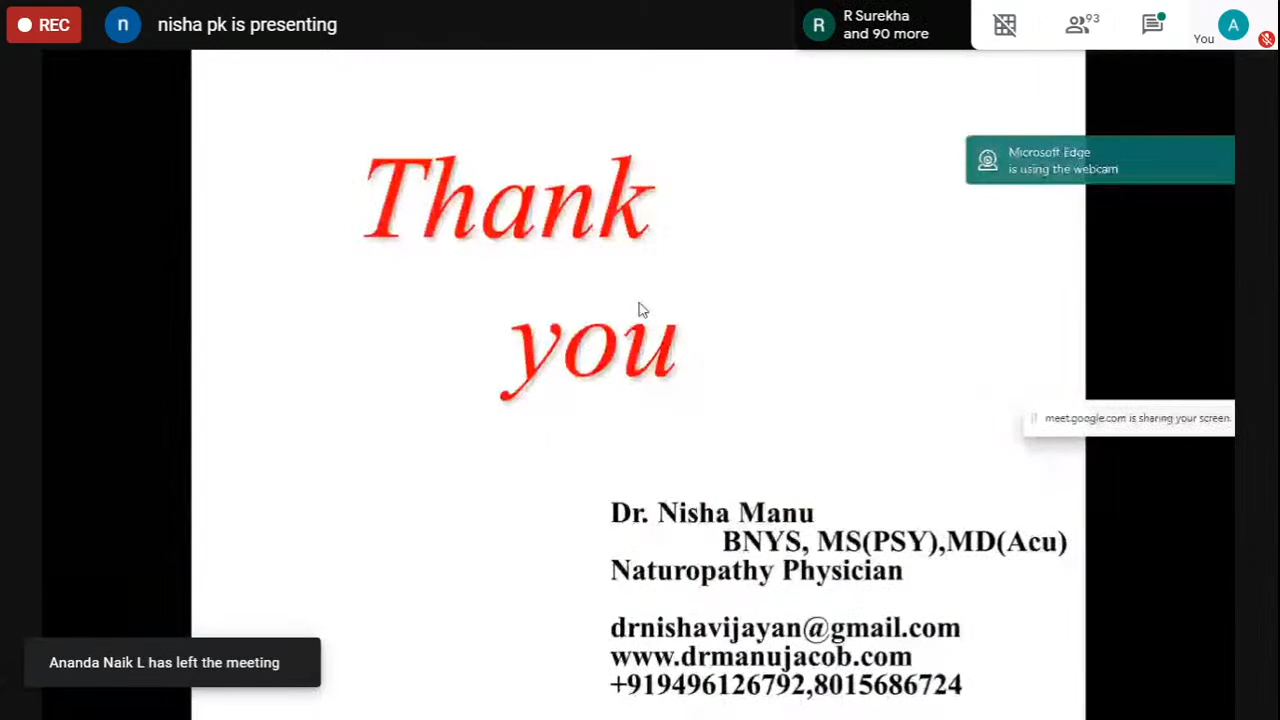 REC
n
nisha pk is presenting
R
R Surekha
and 90 more
93
You
A
Microsoft Edge
is using the webcam
Thank
you
meet.google.com is sharing your screen.
Dr. Nisha Manu
BNYS, MS(PSY),MD(Acu)
Naturopathy Physician
drnishavijayan@gmail.com
www.drmanujacob.com
+919496126792,8015686724
Ananda Naik L has left the meeting